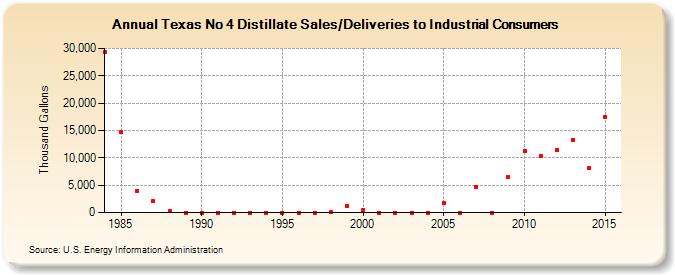 Annual Texas No 4 Distillate Sales/Deliveries to Industrial Consumers
Thousand Gallons
30,000
25,000
20,000
15,000
10,000
5,000
0
1985 1990 1995 2000 2005 2010 2015
Source: U.S. Energy Information Administration